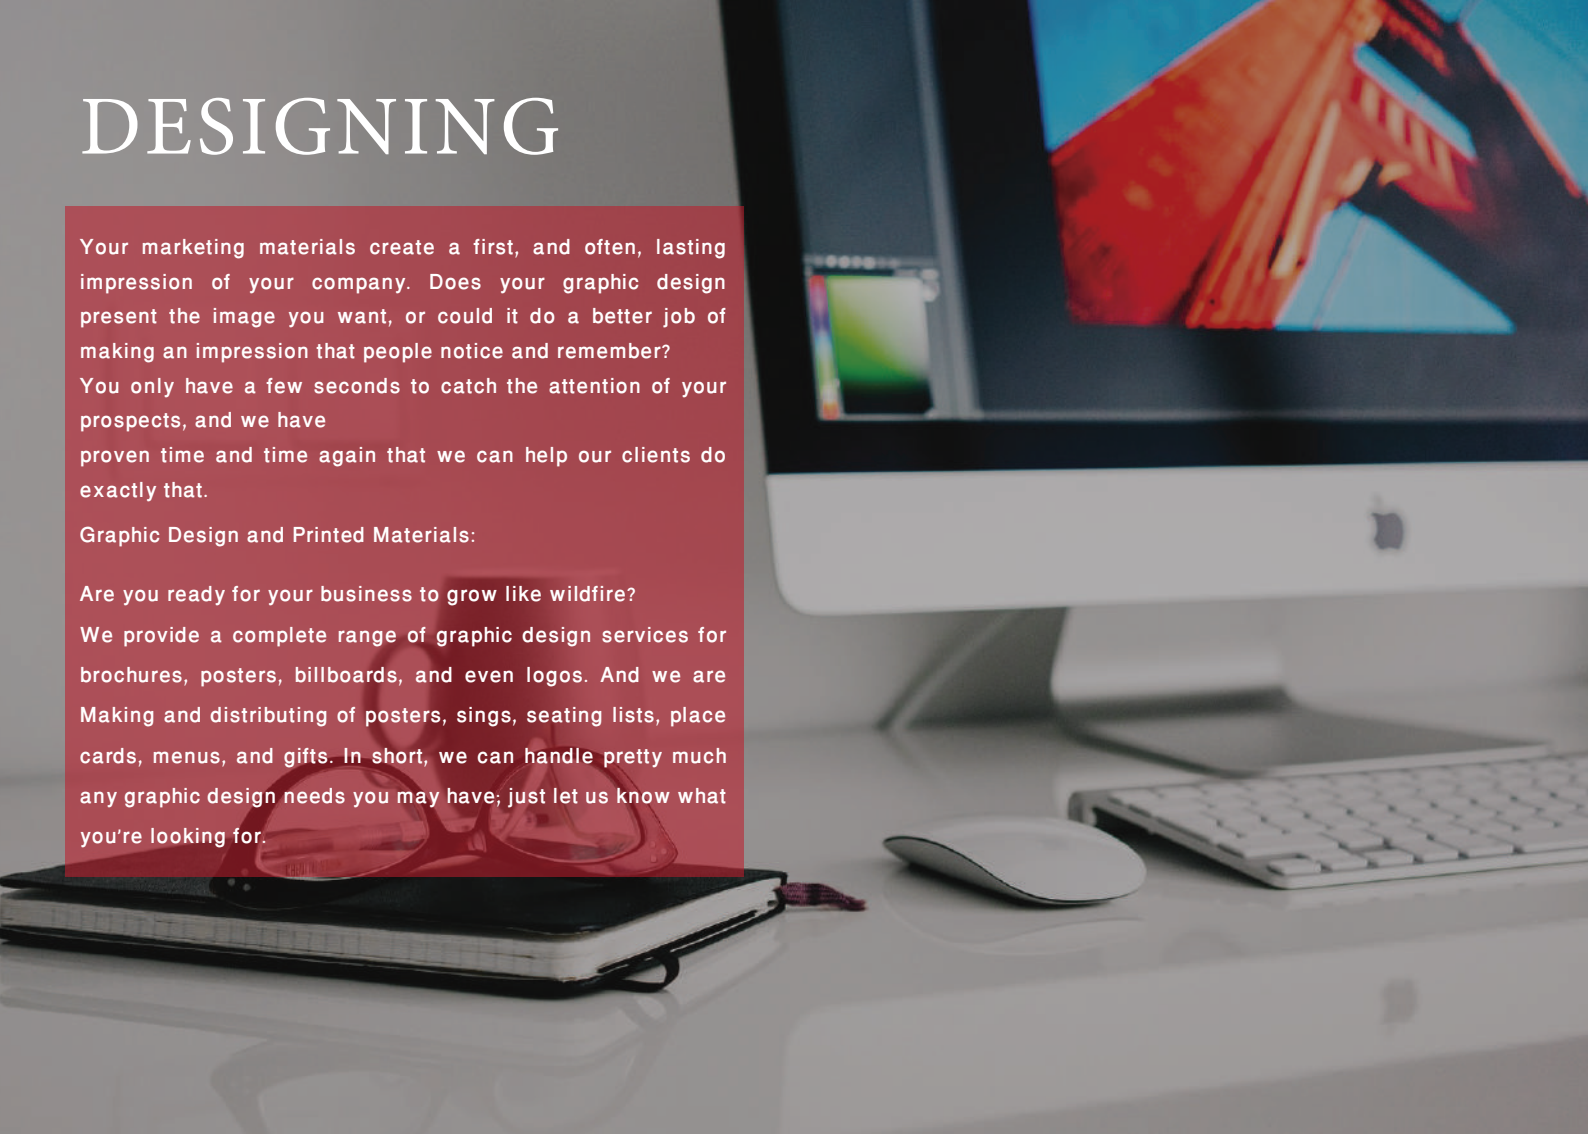 DESIGNING
Your marketing materials create a first, and often, lasting
impression of your company. Does your graphic design
present the image you want, or could it do a better job of
making an impression that people notice and remember?
You only have a few seconds to catch the attention of your
prospects, and we have
proven time and time again that we can help our clients do
exactly that.
Graphic Design and Printed Materials:
Are you ready for your business to grow like wildfire?
We provide a complete range of graphic design services for
brochures, posters, billboards, and even logos. And we are
Making and distributing of posters, sings, seating lists, place
cards, menus, and gifts. In short, we can handle pretty much
any graphic design needs you may have; just let us know what
you're looking for.